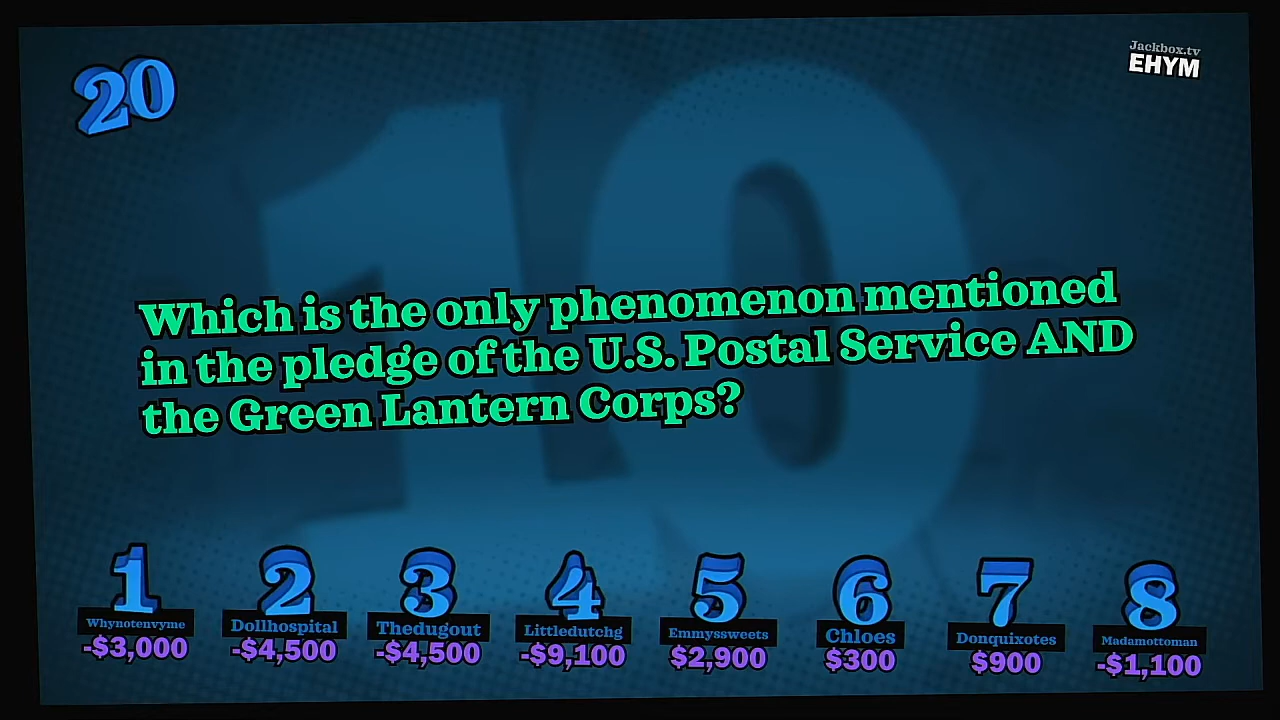 20
Jackbox.tv
EHYM
10
Which is the only phenomenon mentioned
in the pledge of the U.S. Postal Service AND
the Green Lantern Corps?
1 2 3 4 5 6 7 8
Whynotenvyme Dollhospital Thedugout Littledutchg Emmyssweets Chloes Donquixotes Madamottoman
-$3,000 -$4,500 -$4,500 -$9,100 $2,900 $300 $900 -$1,100